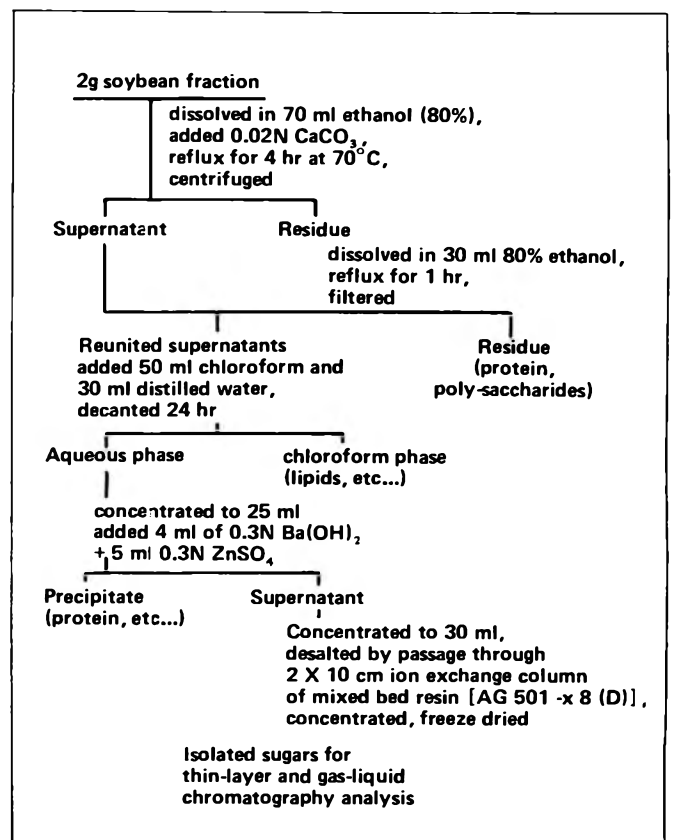 2g soybean fraction
dissolved in 70 ml ethanol (80%),
added 0.02N CaCO₃,
reflux for 4 hr at 70°C,
centrifuged
Supernatant
Residue
dissolved in 30 ml 80% ethanol,
reflux for 1 hr,
filtered
Reunited supernatants
added 50 ml chloroform and
30 ml distilled water,
decanted 24 hr
Residue
(protein,
poly-saccharides)
Aqueous phase
chloroform phase
(lipids, etc...)
concentrated to 25 ml
added 4 ml of 0.3N Ba(OH)₂
+ 5 ml 0.3N ZnSO₄
Precipitate
(protein, etc...)
Supernatant
Concentrated to 30 ml,
desalted by passage through
2 X 10 cm ion exchange column
of mixed bed resin [AG 501 -x 8 (D)],
concentrated, freeze dried
Isolated sugars for
thin-layer and gas-liquid
chromatography analysis